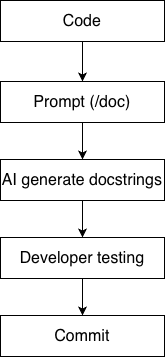 Code
Prompt (/doc)
AI generate docstrings
Developer testing
Commit